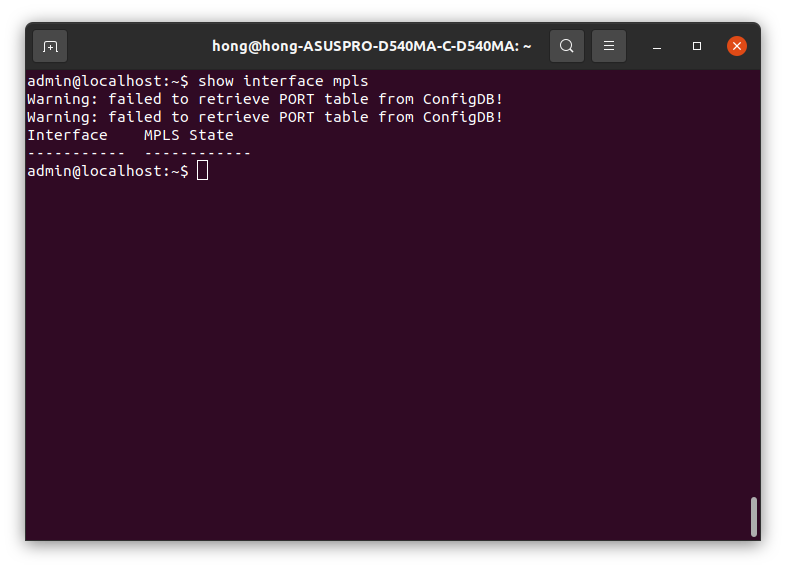 hong@hong-ASUSPRO-D540MA-C-D540MA: ~
admin@localhost:~$ show interface mpls
Warning: failed to retrieve PORT table from ConfigDB!
Warning: failed to retrieve PORT table from ConfigDB!
Interface    MPLS State
-----------  ------------
admin@localhost:~$